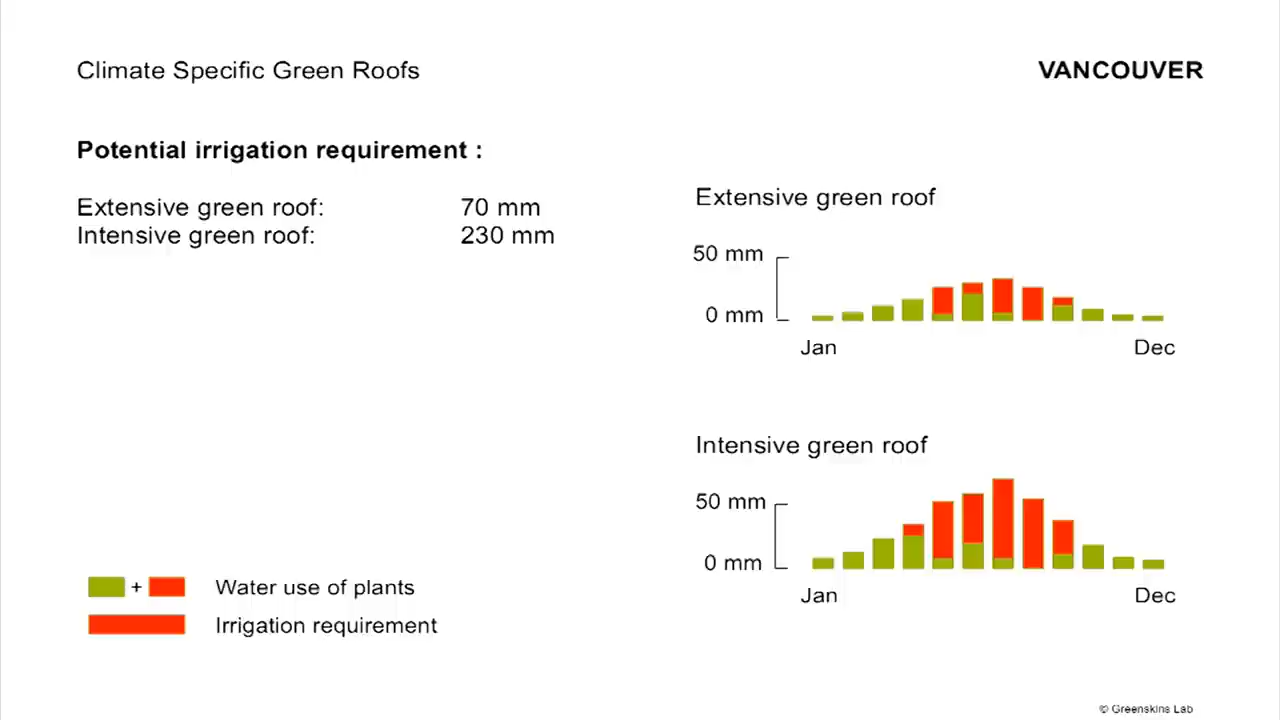 Climate Specific Green Roofs
VANCOUVER
Potential irrigation requirement :
Extensive green roof: 70 mm
Intensive green roof: 230 mm
Extensive green roof
50 mm
0 mm
Jan Dec
Intensive green roof
50 mm
0 mm
Jan Dec
+ Water use of plants
Irrigation requirement
© Greenskins Lab